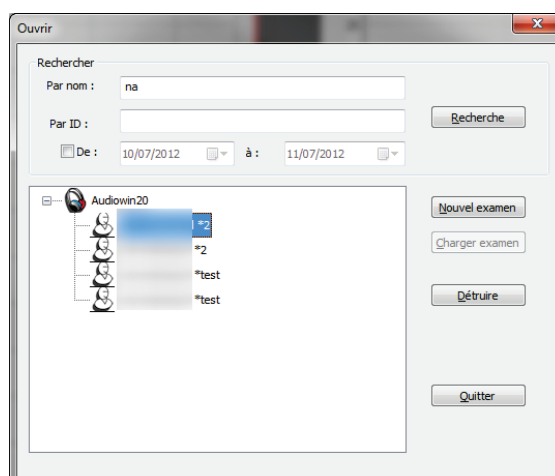 Ouvrir
Rechercher
Par nom :
na
Par ID :
Recherche
De :
10/07/2012
à :
11/07/2012
Audiowin20
*2
*2
*test
*test
Nouvel examen
Charger examen
Détruire
Quitter